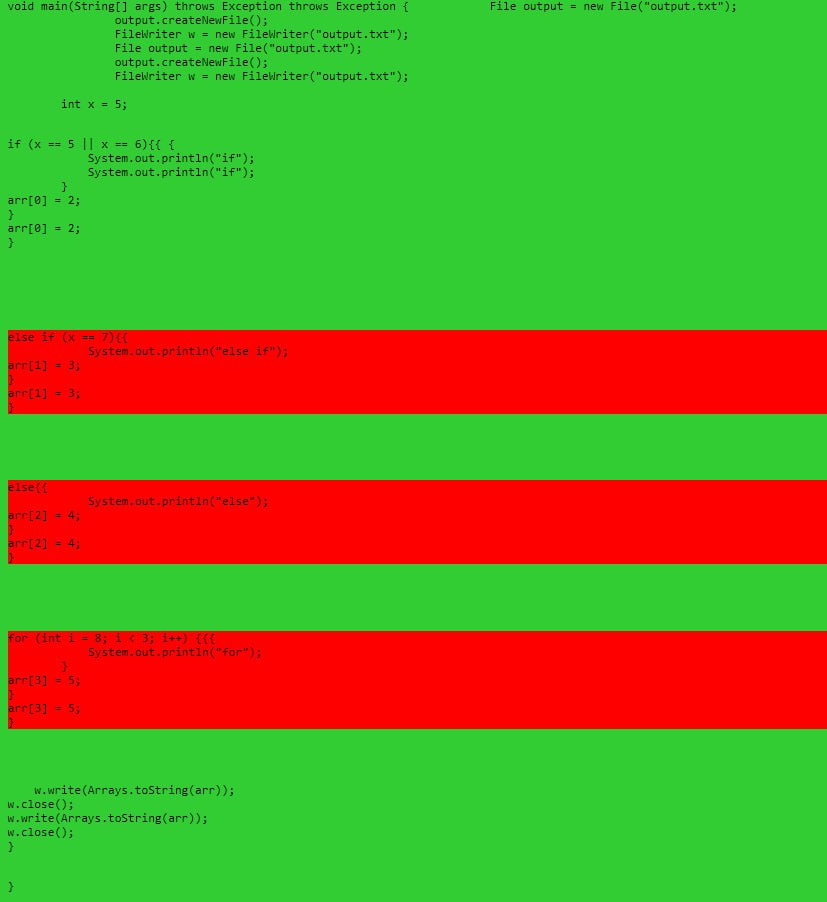 void main(String[] args) throws Exception throws Exception {            File output = new File("output.txt");
                output.createNewFile();
                FileWriter w = new FileWriter("output.txt");
                File output = new File("output.txt");
                output.createNewFile();
                FileWriter w = new FileWriter("output.txt");
        int x = 5;
if (x == 5 || x == 6){{ {
            System.out.println("if");
            System.out.println("if");
        }
arr[0] = 2;
}
arr[0] = 2;
}
else if (x == 7){{
            System.out.println("else if");
arr[1] = 3;
}
arr[1] = 3;
}
else{{
            System.out.println("else");
arr[2] = 4;
}
arr[2] = 4;
}
for (int i = 8; i < 3; i++) {{{
            System.out.println("for");
        }
arr[3] = 5;
}
arr[3] = 5;
}
    w.write(Arrays.toString(arr));
w.close();
w.write(Arrays.toString(arr));
w.close();
}
}